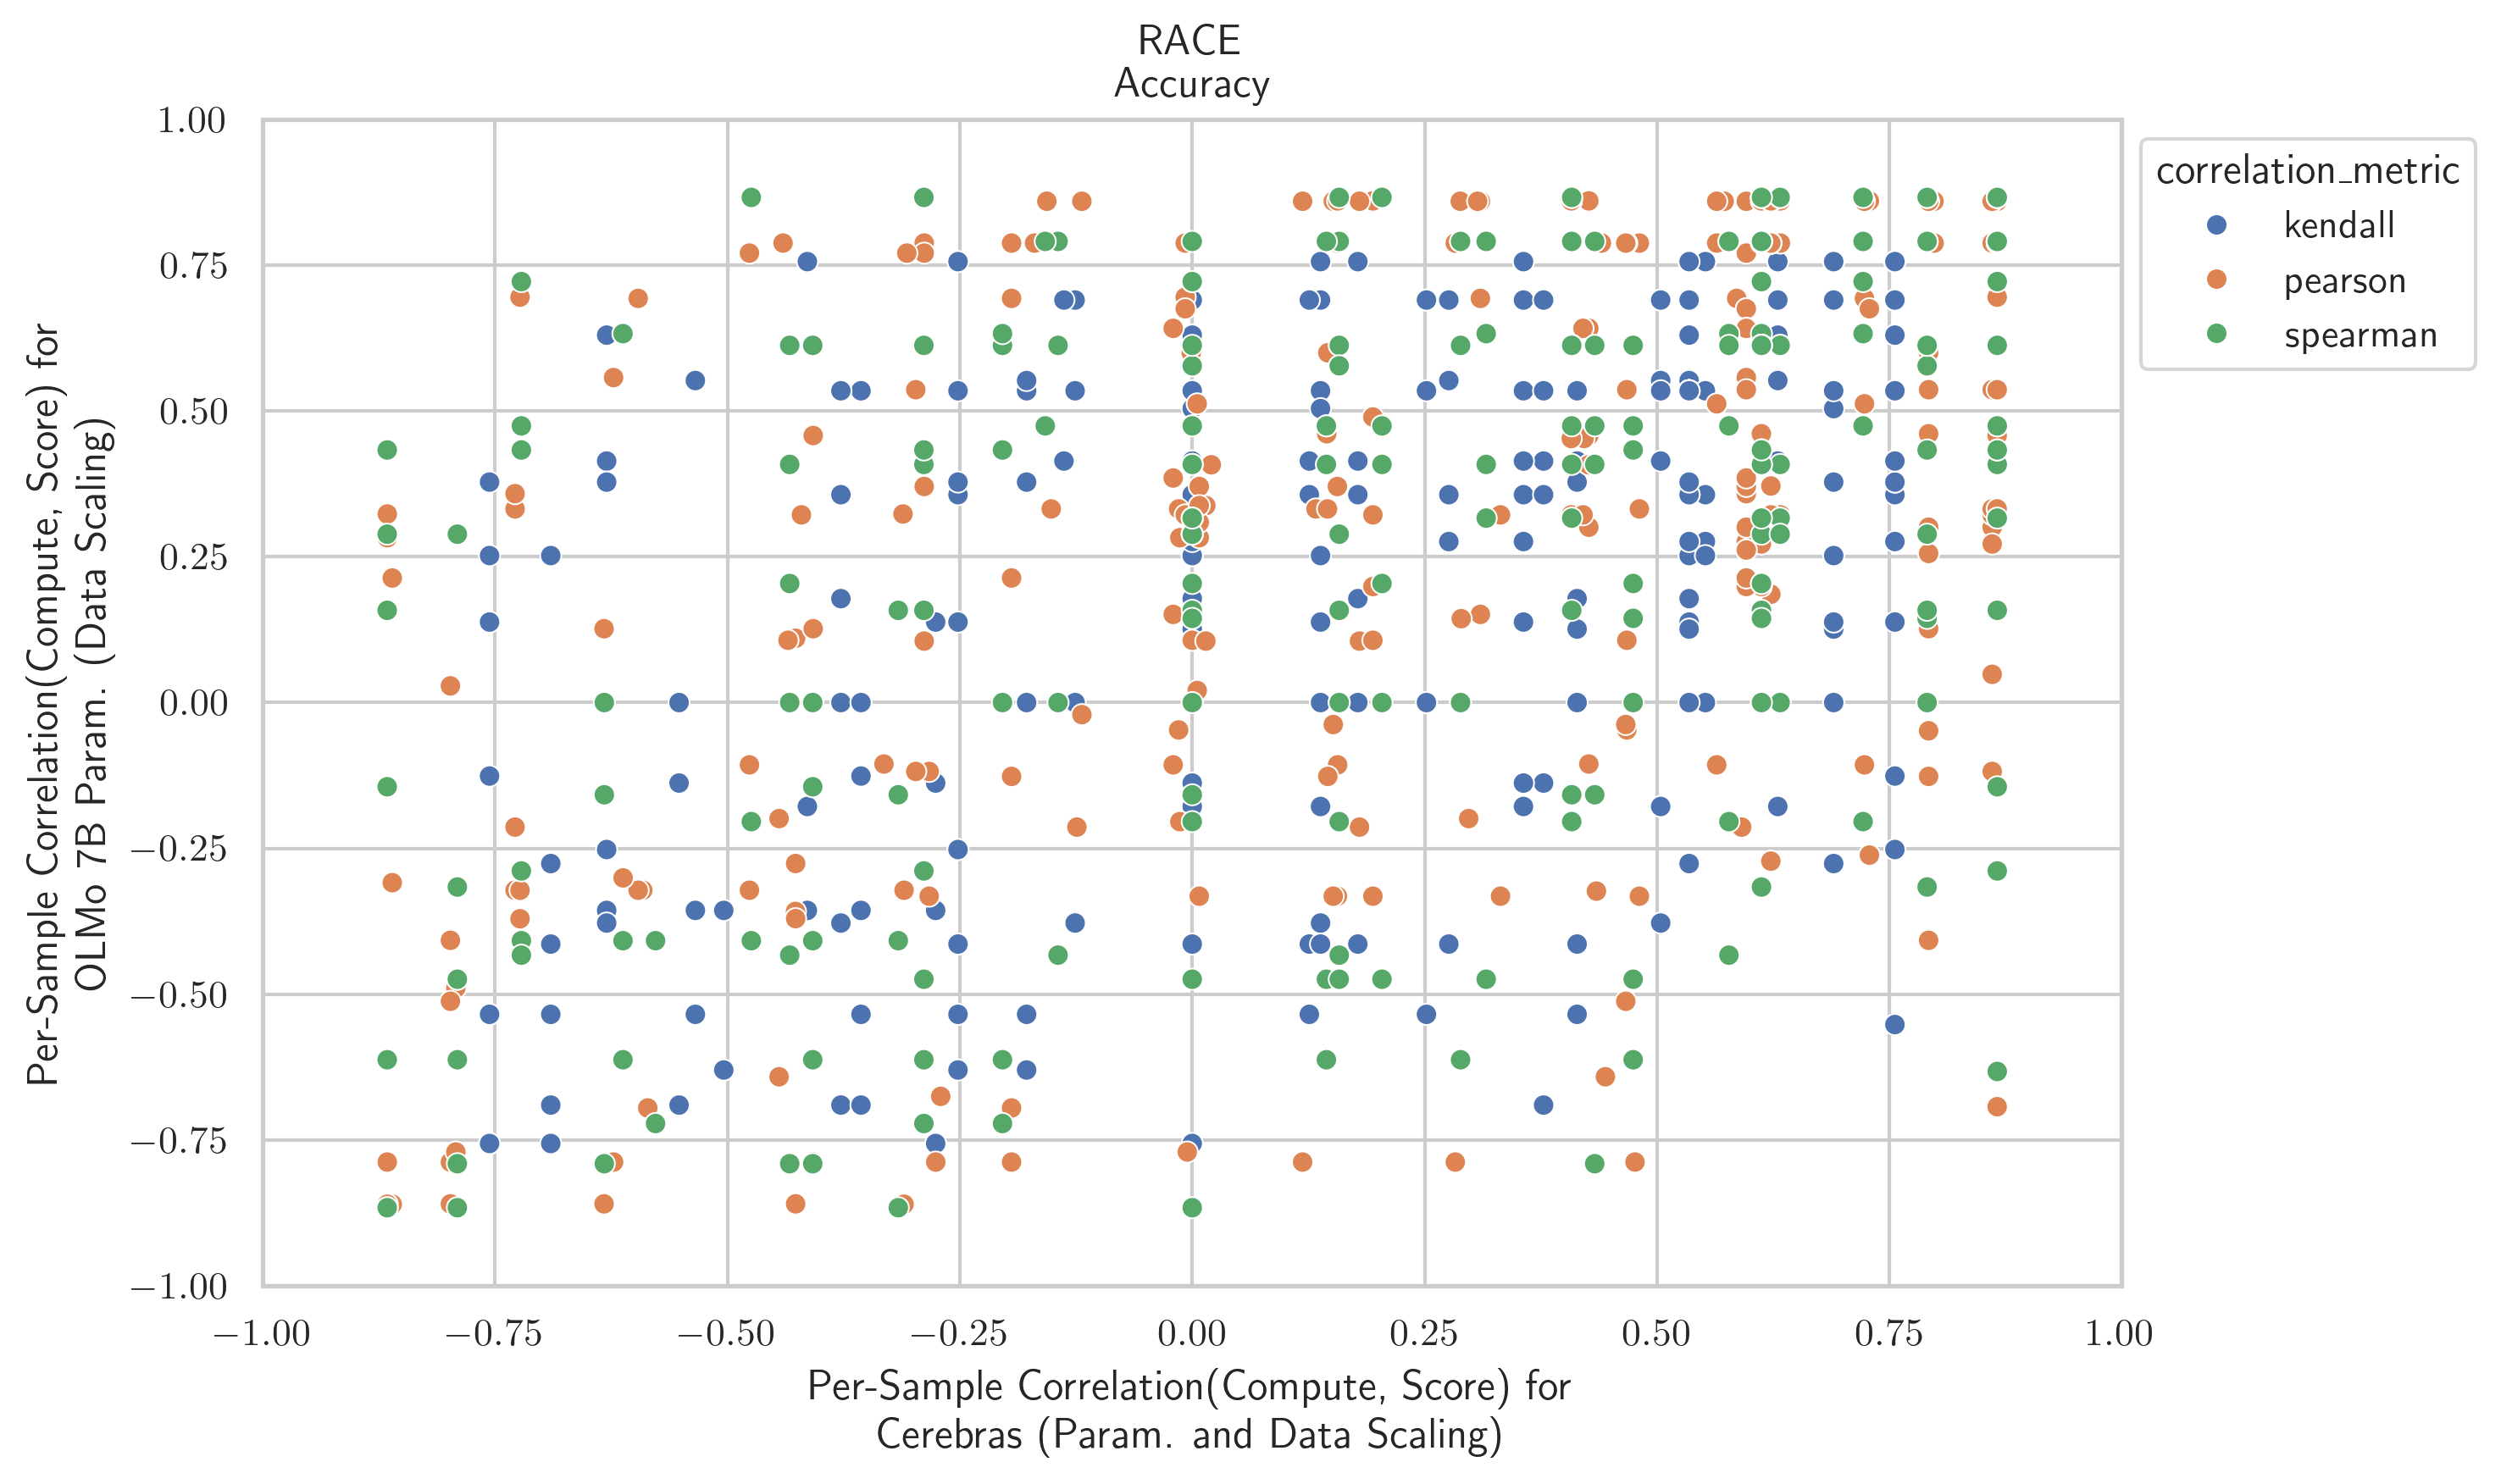 RACE
Accuracy
Per-Sample Correlation(Compute, Score) for
OLMo 7B Param. (Data Scaling)
1.00
0.75
0.50
0.25
0.00
−0.25
−0.50
−0.75
−1.00
−1.00 −0.75 −0.50 −0.25 0.00 0.25 0.50 0.75 1.00
Per-Sample Correlation(Compute, Score) for
Cerebras (Param. and Data Scaling)
correlation_metric
kendall
pearson
spearman